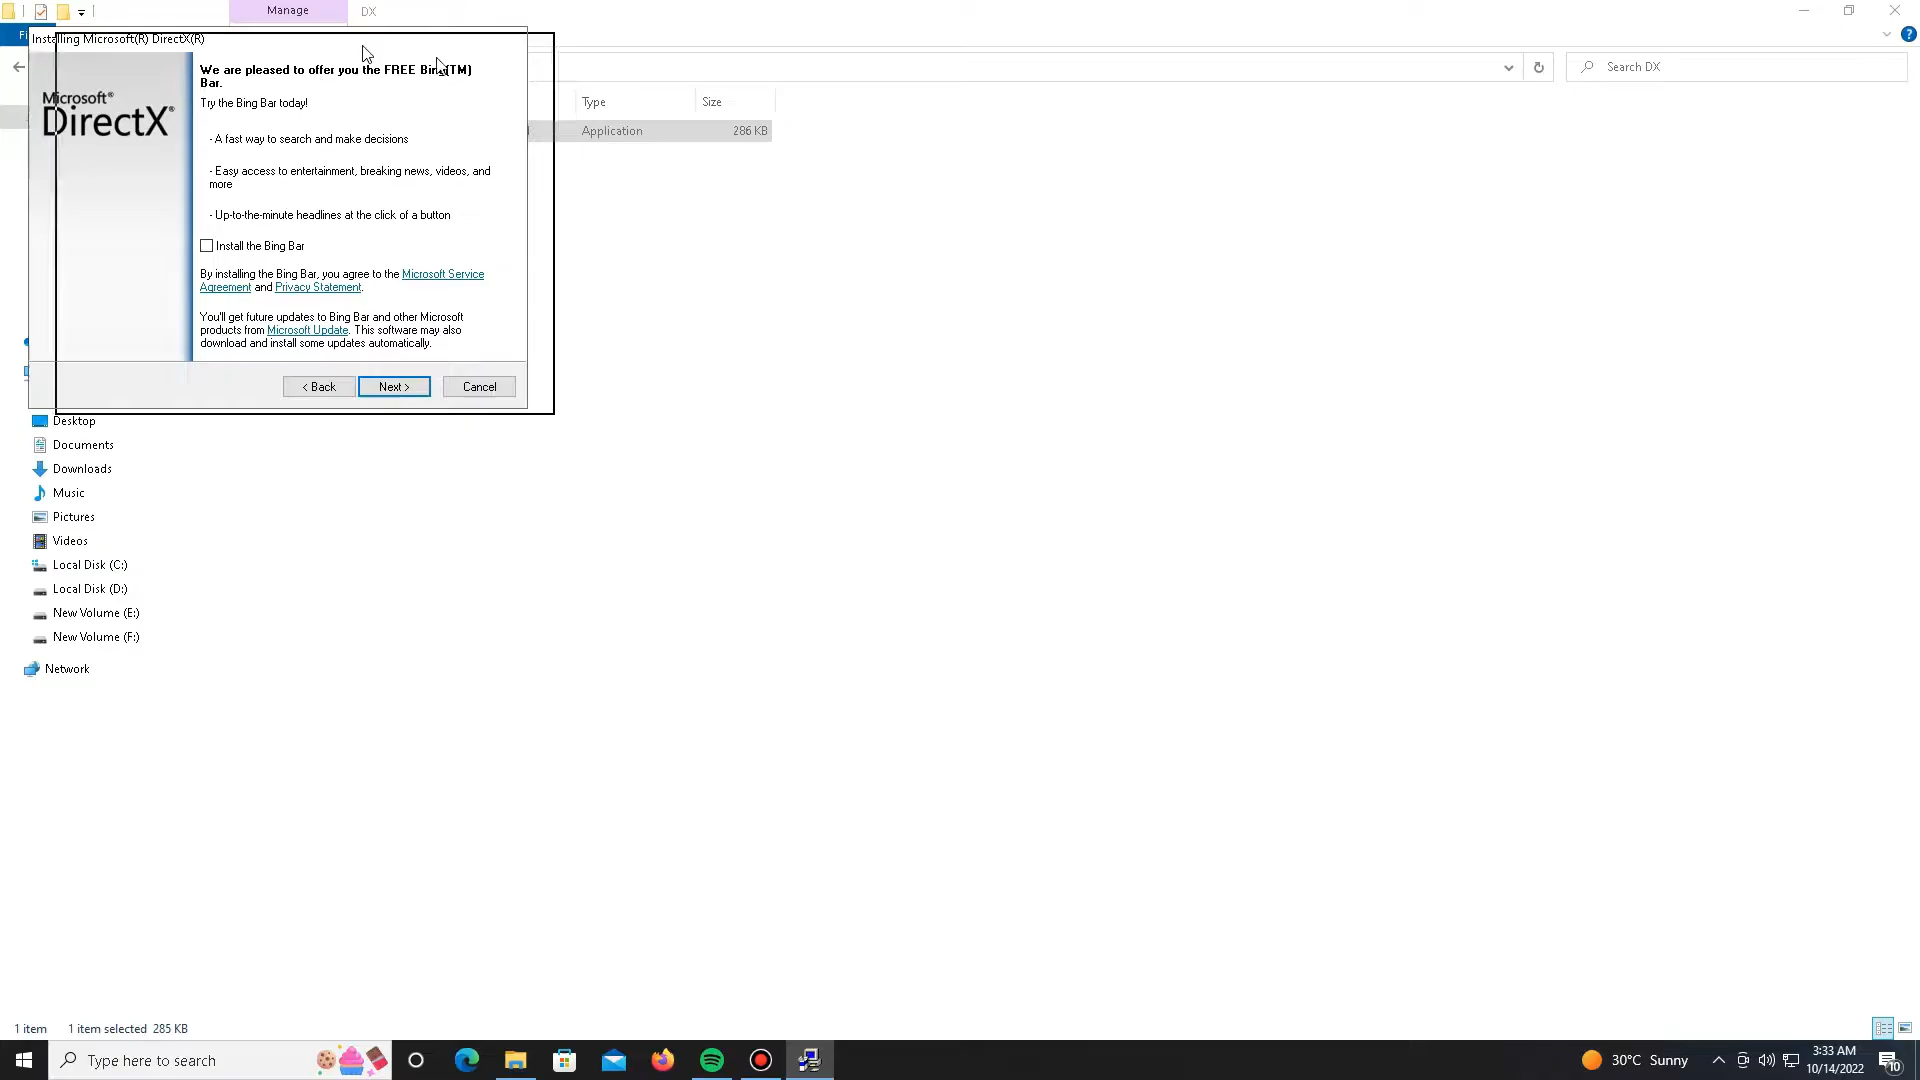 Manage
DX
Installing Microsoft(R) DirectX(R)
We are pleased to offer you the FREE Bing(TM)
Bar.
Try the Bing Bar today!
Microsoft®
DirectX®
- A fast way to search and make decisions
- Easy access to entertainment, breaking news, videos, and
more
- Up-to-the-minute headlines at the click of a button
Install the Bing Bar
By installing the Bing Bar, you agree to the Microsoft Service
Agreement and Privacy Statement.
You'll get future updates to Bing Bar and other Microsoft
products from Microsoft Update. This software may also
download and install some updates automatically.
< Back
Next >
Cancel
Search DX
Type
Size
Application
286 KB
Desktop
Documents
Downloads
Music
Pictures
Videos
Local Disk (C:)
Local Disk (D:)
New Volume (E:)
New Volume (F:)
Network
1 item
1 item selected 285 KB
Type here to search
30°C Sunny
3:33 AM
10/14/2022
10